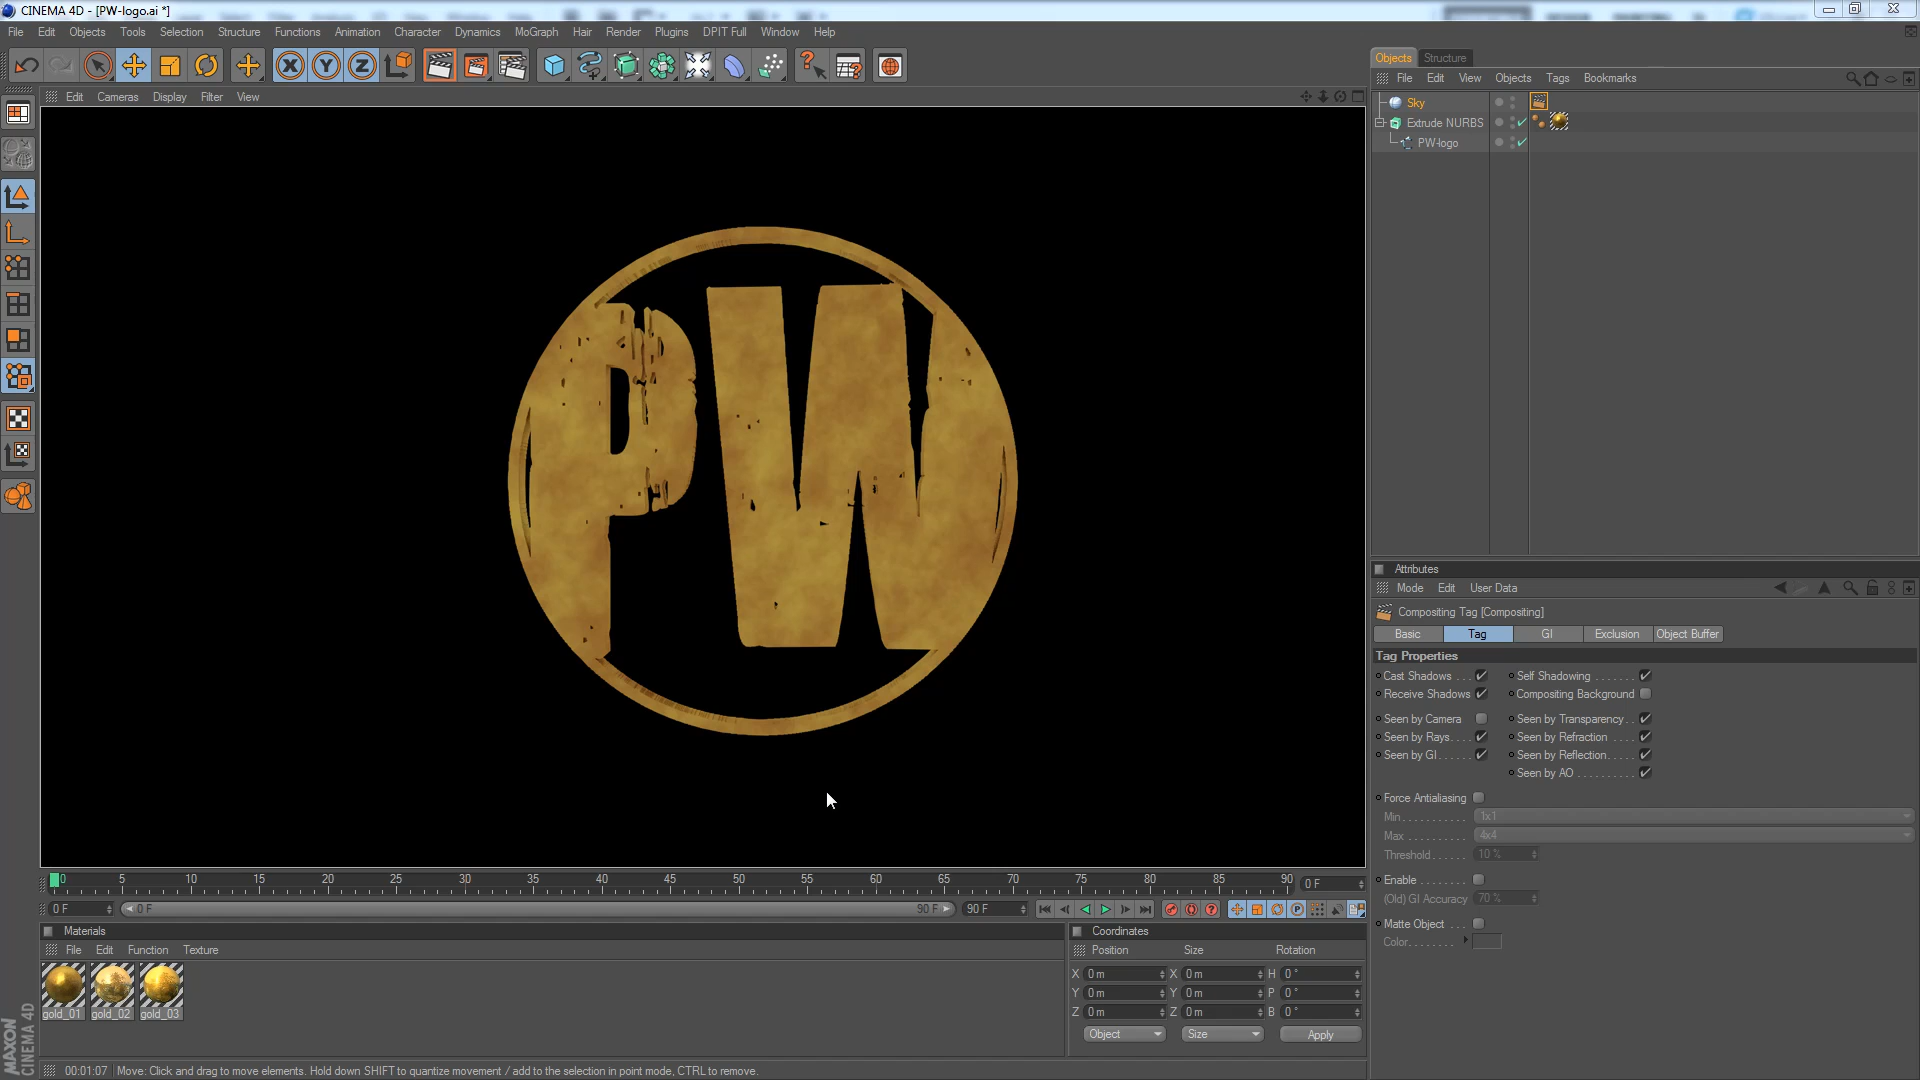 CINEMA 4D - [PW-logo.ai *]
File Edit Objects Tools Selection Structure Functions Animation Character Dynamics MoGraph Hair Render Plugins DPIT Full Window Help
Edit Cameras Display Filter View
PW
Objects Structure
File Edit View Objects Tags Bookmarks
Sky
Extrude NURBS
PW-logo
Attributes
Mode Edit User Data
Compositing Tag [Compositing]
Basic Tag GI Exclusion Object Buffer
Tag Properties
Cast Shadows . . . Self Shadowing . . . . . . .
Receive Shadows Compositing Background
Seen by Camera Seen by Transparency . .
Seen by Rays. . . . Seen by Refraction . . . .
Seen by GI. . . . . . Seen by Reflection. . . . .
Seen by AO . . . . . . . . . .
Force Antialiasing
Min. . . . . . . . . . . 1x1
Max . . . . . . . . . . 4x4
Threshold. . . . . . 10 %
Enable . . . . . . . .
(Old) GI Accuracy 70 %
Matte Object . . .
Color. . . . . . . .
0 5 10 15 20 25 30 35 40 45 50 55 60 65 70 75 80 85 90 0 F
0 F 0 F 90 F 90 F
Materials
File Edit Function Texture
gold_01 gold_02 gold_03
Coordinates
Position Size Rotation
X 0 m X 0 m H 0 °
Y 0 m Y 0 m P 0 °
Z 0 m Z 0 m B 0 °
Object Size Apply
MAXON
CINEMA 4D
00:01:07 Move: Click and drag to move elements. Hold down SHIFT to quantize movement / add to the selection in point mode, CTRL to remove.